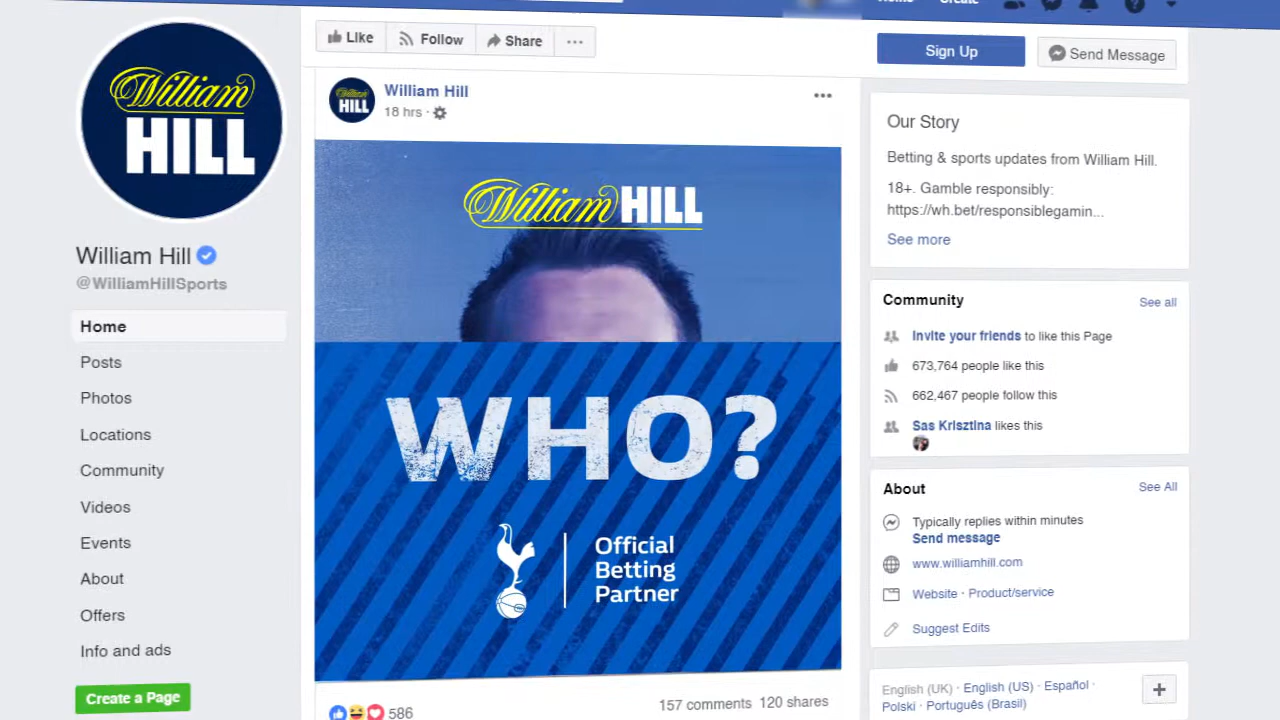 Home
Create
William
HILL
William Hill
@WilliamHillSports
Home
Posts
Photos
Locations
Community
Videos
Events
About
Offers
Info and ads
Create a Page
Like
Follow
Share
Sign Up
Send Message
William
HILL
William Hill
18 hrs ·
William HILL
WHO?
Official
Betting
Partner
586
157 comments 120 shares
Our Story
Betting & sports updates from William Hill.
18+. Gamble responsibly:
https://wh.bet/responsiblegamin...
See more
Community
See all
Invite your friends to like this Page
673,764 people like this
662,467 people follow this
Sas Krisztina likes this
About
See All
Typically replies within minutes
Send message
www.williamhill.com
Website · Product/service
Suggest Edits
English (UK) · English (US) · Español ·
Polski · Português (Brasil)